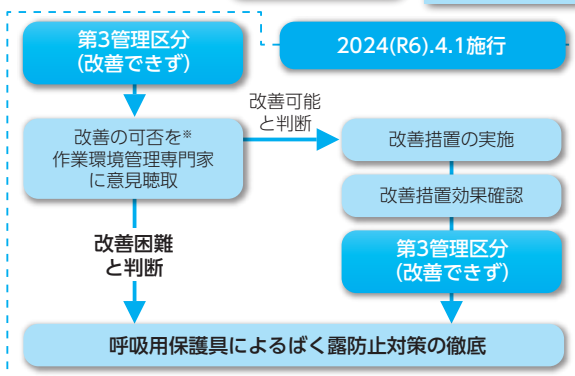 第3管理区分
(改善できず)
2024(R6).4.1施行
改善の可否を※
作業環境管理専門家
に意見聴取
改善可能
と判断
改善措置の実施
改善措置効果確認
改善困難
と判断
第3管理区分
(改善できず)
呼吸用保護具によるばく露防止対策の徹底